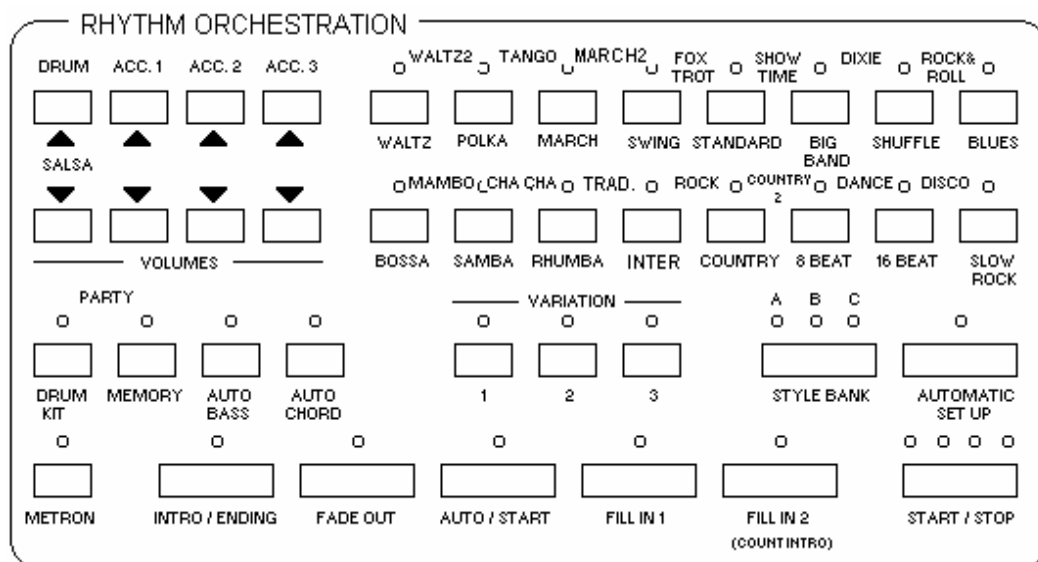 RHYTHM ORCHESTRATION
DRUM ACC. 1 ACC. 2 ACC. 3
WALTZ2 TANGO MARCH2 FOX TROT SHOW TIME DIXIE ROCK& ROLL
SALSA
WALTZ POLKA MARCH SWING STANDARD BIG BAND SHUFFLE BLUES
MAMBO CHA CHA TRAD. ROCK COUNTRY 2 DANCE DISCO
VOLUMES
BOSSA SAMBA RHUMBA INTER COUNTRY 8 BEAT 16 BEAT SLOW ROCK
PARTY
VARIATION
A B C
DRUM KIT MEMORY AUTO BASS AUTO CHORD
1 2 3
STYLE BANK
AUTOMATIC SET UP
METRON INTRO / ENDING FADE OUT AUTO / START FILL IN 1 FILL IN 2 START / STOP
(COUNT INTRO)